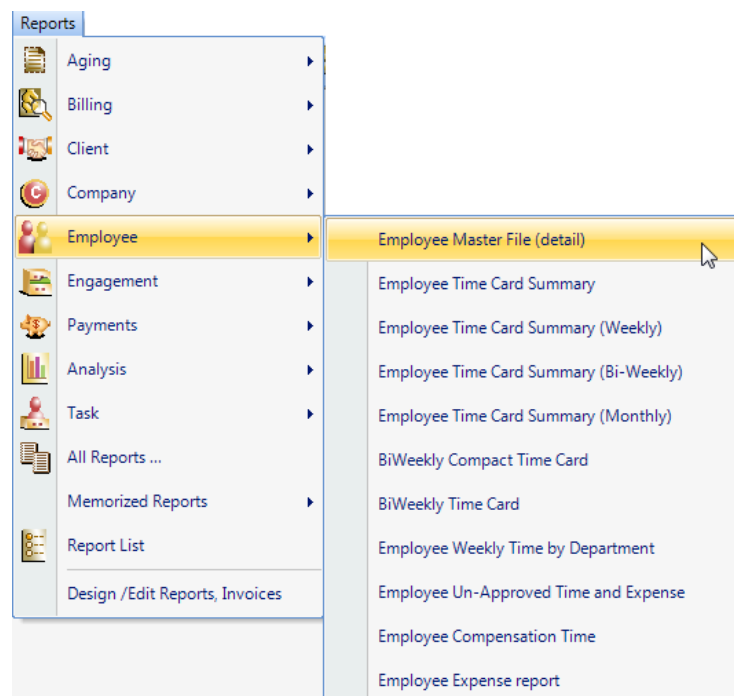 Reports
Aging
Billing
Client
Company
Employee
Engagement
Payments
Analysis
Task
All Reports ...
Memorized Reports
Report List
Design /Edit Reports, Invoices
Employee Master File (detail)
Employee Time Card Summary
Employee Time Card Summary (Weekly)
Employee Time Card Summary (Bi-Weekly)
Employee Time Card Summary (Monthly)
BiWeekly Compact Time Card
BiWeekly Time Card
Employee Weekly Time by Department
Employee Un-Approved Time and Expense
Employee Compensation Time
Employee Expense report